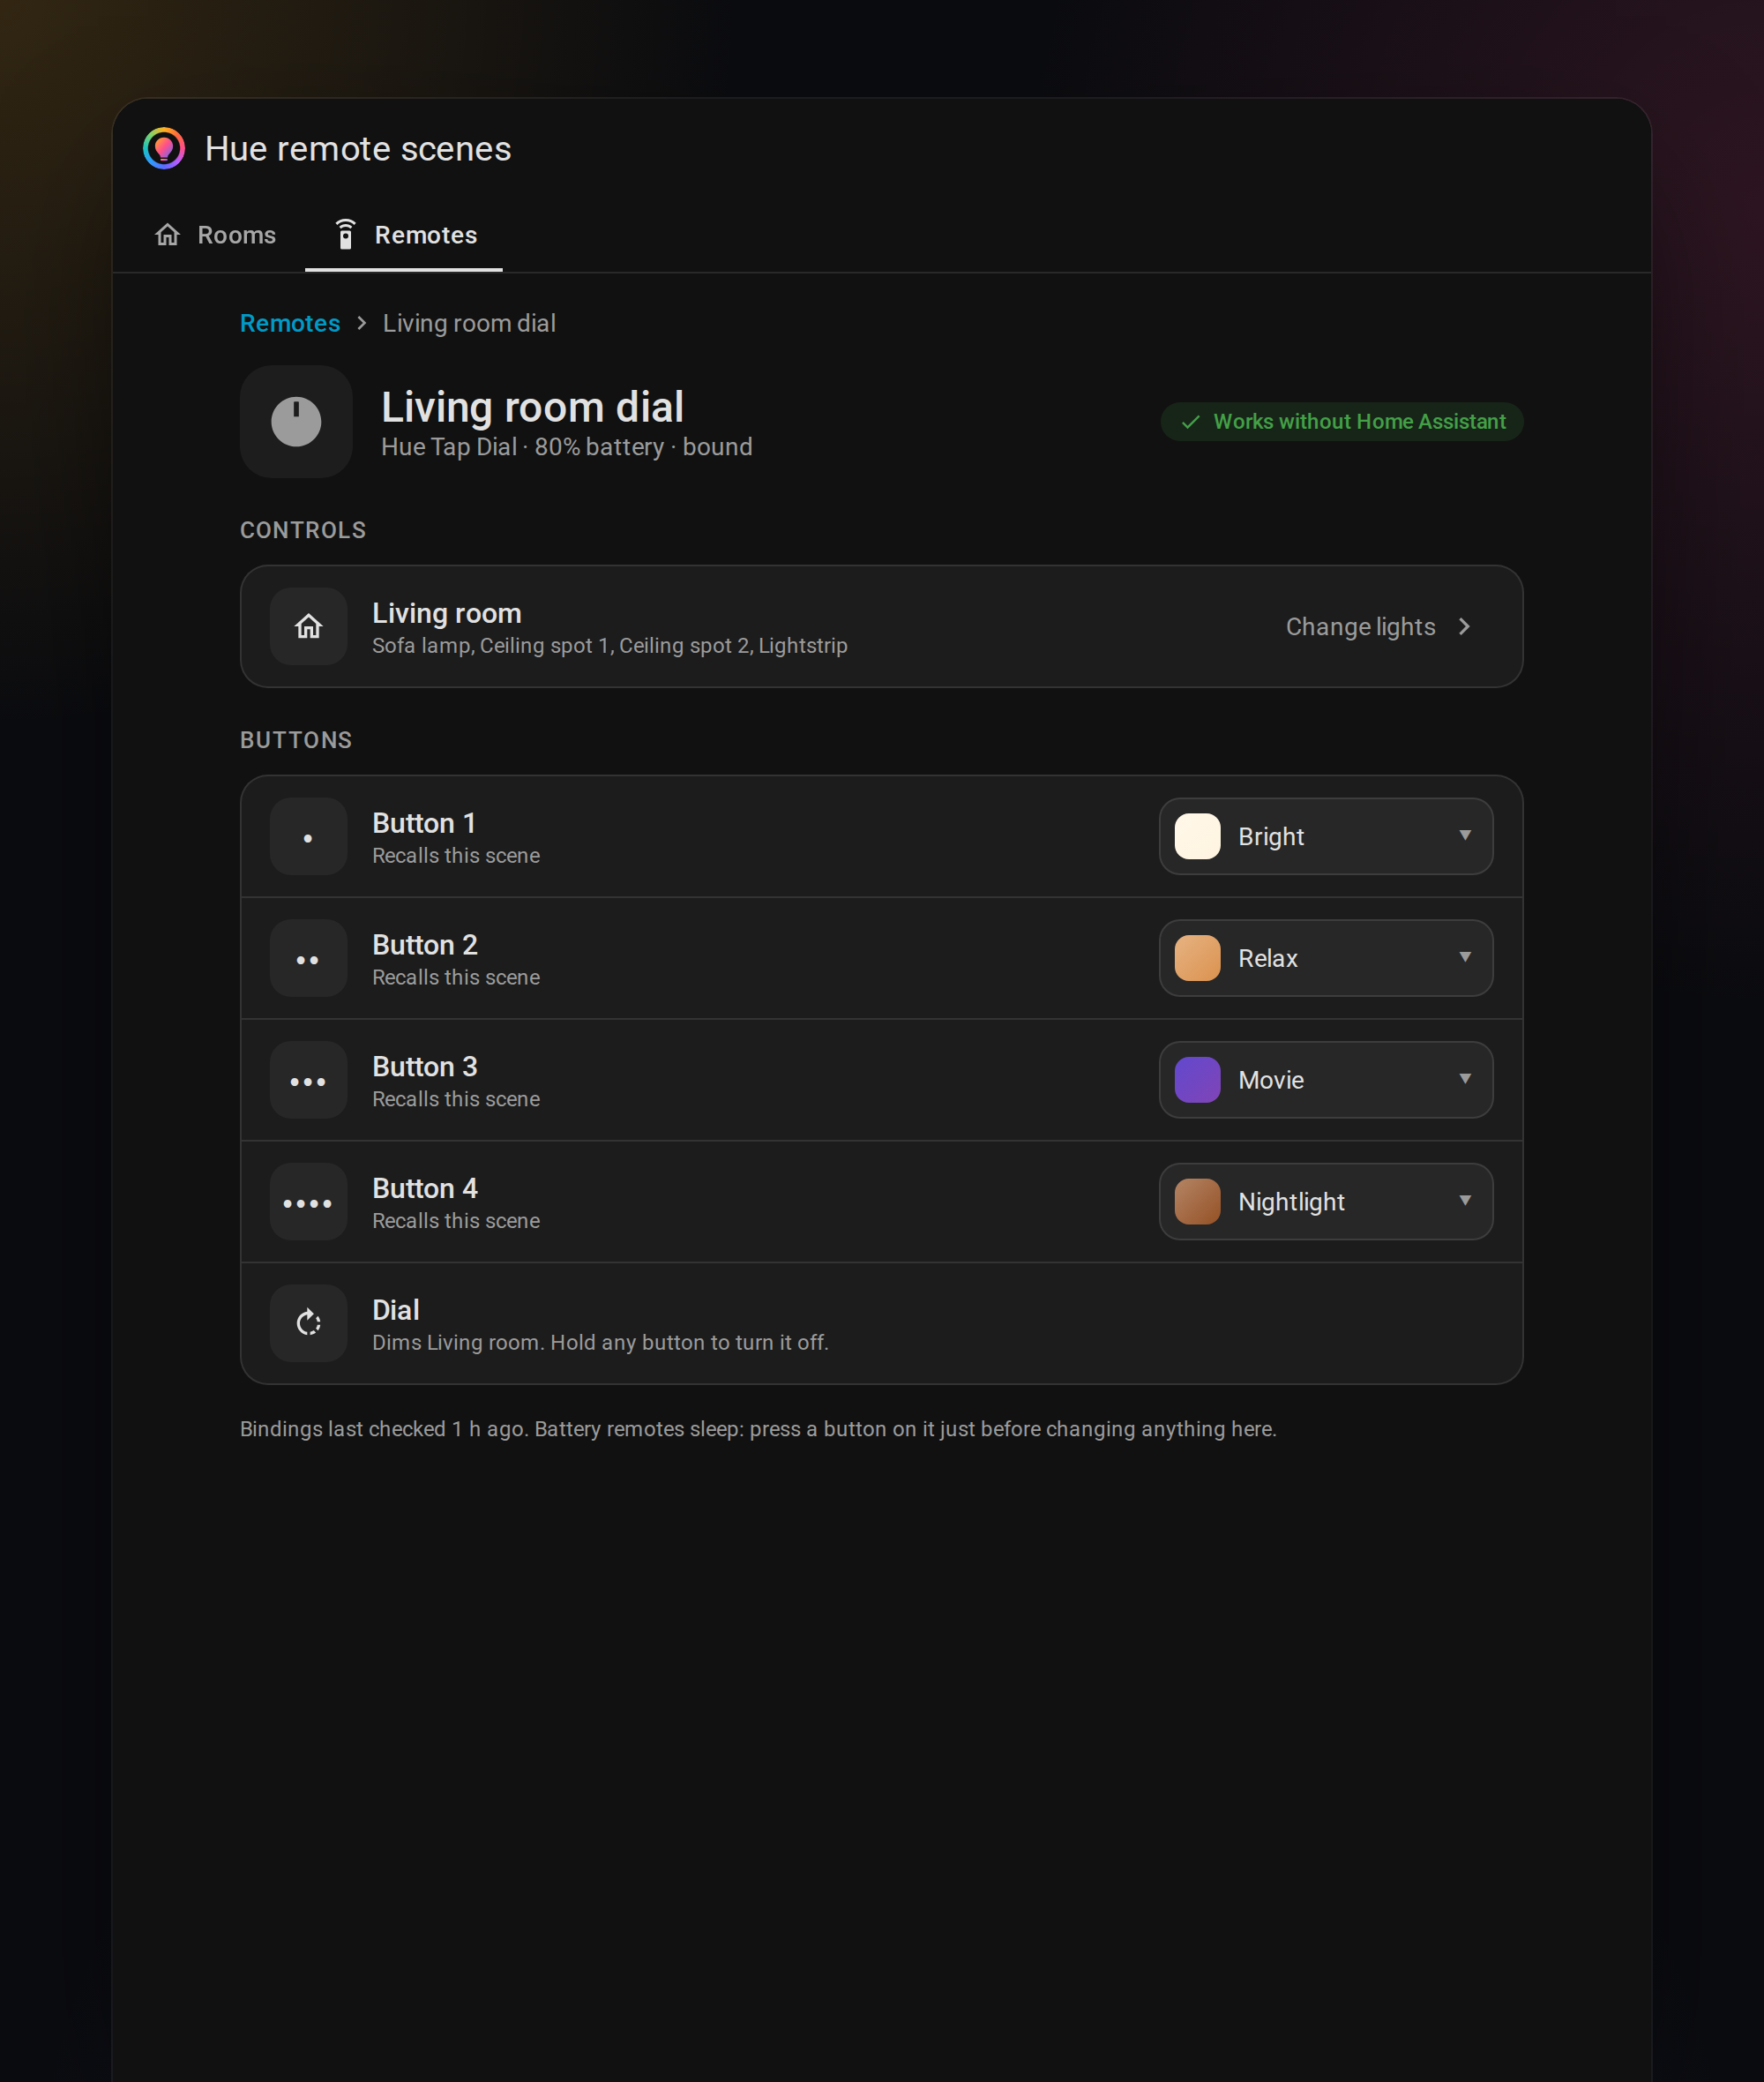 Hue remote scenes
Rooms
Remotes
Remotes > Living room dial
Living room dial
Hue Tap Dial · 80% battery · bound
Works without Home Assistant
CONTROLS
Living room
Sofa lamp, Ceiling spot 1, Ceiling spot 2, Lightstrip
Change lights
BUTTONS
Button 1
Recalls this scene
Bright
Button 2
Recalls this scene
Relax
Button 3
Recalls this scene
Movie
Button 4
Recalls this scene
Nightlight
Dial
Dims Living room. Hold any button to turn it off.
Bindings last checked 1 h ago. Battery remotes sleep: press a button on it just before changing anything here.